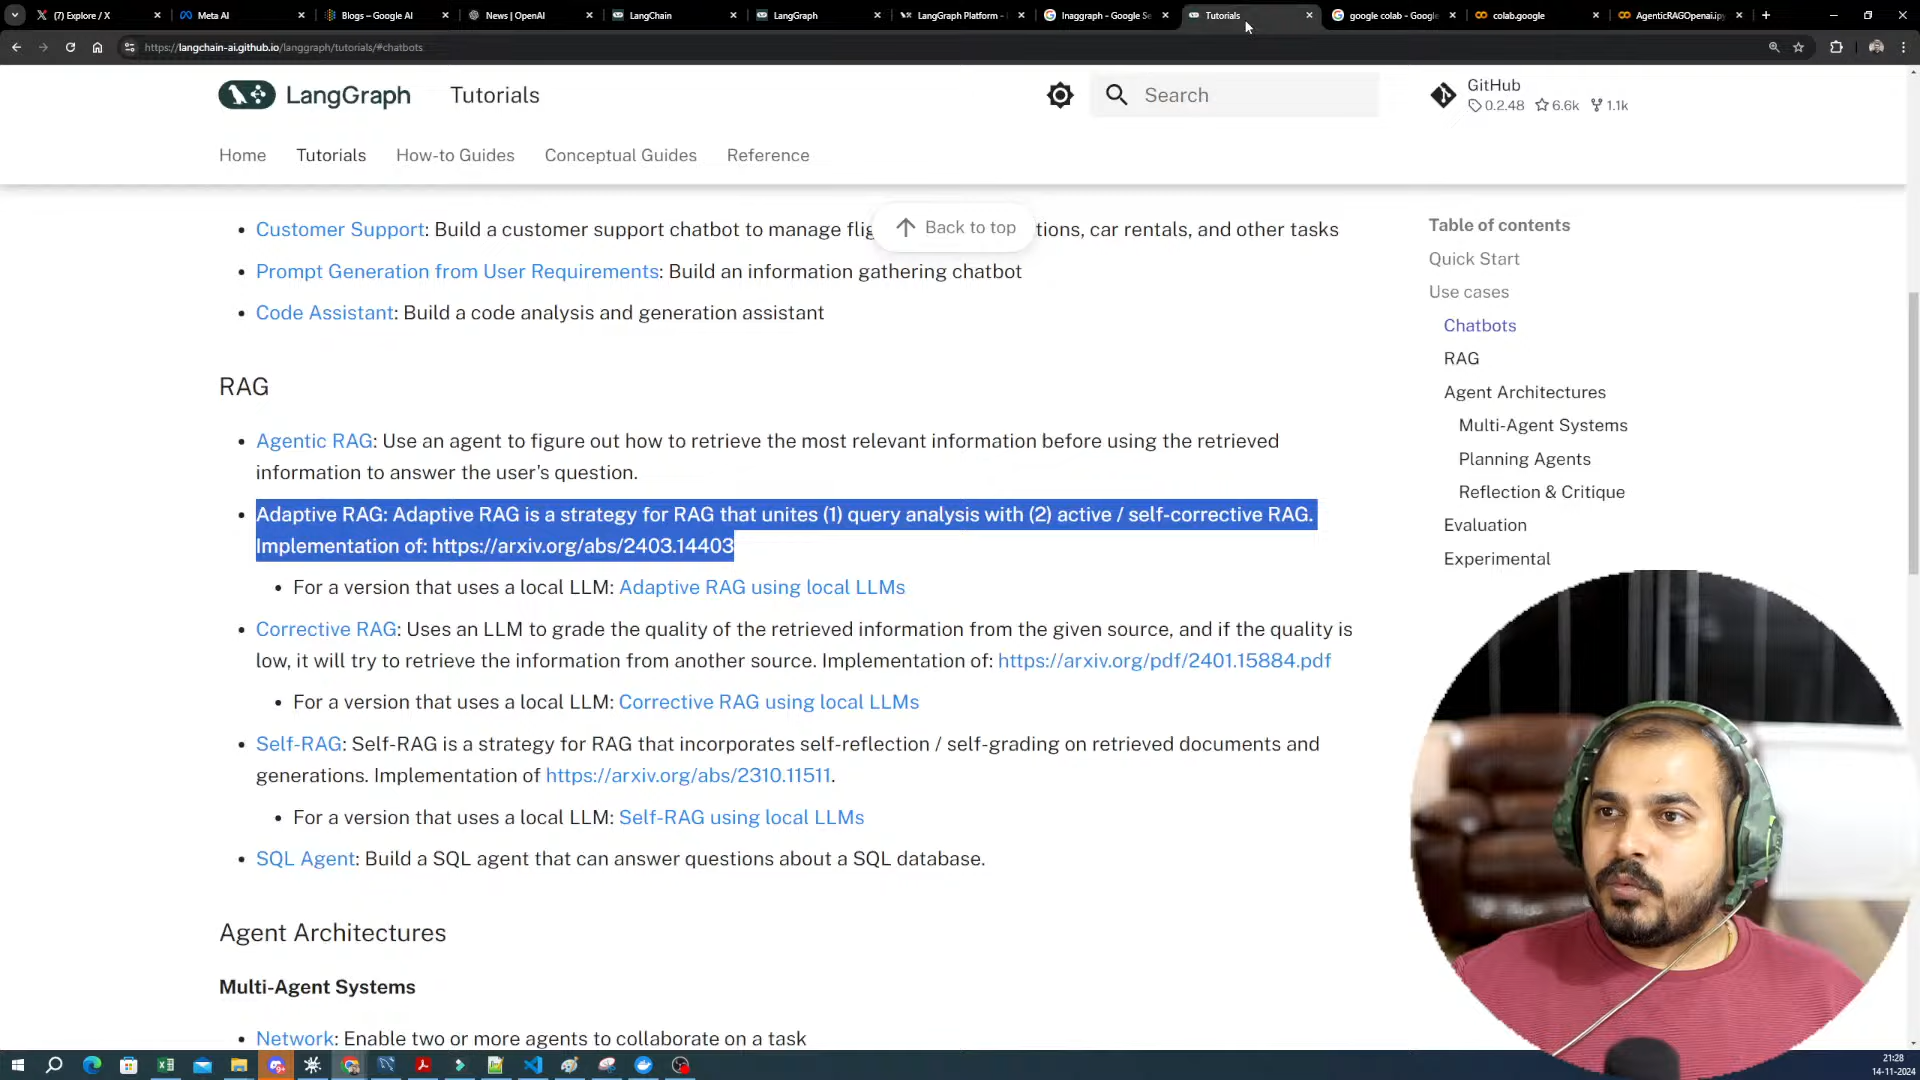 (7) Explore / X
Meta AI
Blogs – Google AI
News | OpenAI
LangChain
LangGraph
LangGraph Platform -
lnaggraph - Google Se
Tutorials
google colab - Google
colab.google
AgenticRAGOpenai.ipy
https://langchain-ai.github.io/langgraph/tutorials/#chatbots
LangGraph
Tutorials
Search
GitHub
0.2.48 6.6k 1.1k
Home Tutorials How-to Guides Conceptual Guides Reference
Back to top
Customer Support: Build a customer support chatbot to manage flig tions, car rentals, and other tasks
Prompt Generation from User Requirements: Build an information gathering chatbot
Code Assistant: Build a code analysis and generation assistant
RAG
Agentic RAG: Use an agent to figure out how to retrieve the most relevant information before using the retrieved
information to answer the user's question.
Adaptive RAG: Adaptive RAG is a strategy for RAG that unites (1) query analysis with (2) active / self-corrective RAG.
Implementation of: https://arxiv.org/abs/2403.14403
For a version that uses a local LLM: Adaptive RAG using local LLMs
Corrective RAG: Uses an LLM to grade the quality of the retrieved information from the given source, and if the quality is
low, it will try to retrieve the information from another source. Implementation of: https://arxiv.org/pdf/2401.15884.pdf
For a version that uses a local LLM: Corrective RAG using local LLMs
Self-RAG: Self-RAG is a strategy for RAG that incorporates self-reflection / self-grading on retrieved documents and
generations. Implementation of https://arxiv.org/abs/2310.11511.
For a version that uses a local LLM: Self-RAG using local LLMs
SQL Agent: Build a SQL agent that can answer questions about a SQL database.
Agent Architectures
Multi-Agent Systems
Network: Enable two or more agents to collaborate on a task
Table of contents
Quick Start
Use cases
Chatbots
RAG
Agent Architectures
Multi-Agent Systems
Planning Agents
Reflection & Critique
Evaluation
Experimental
21:28
14-11-2024